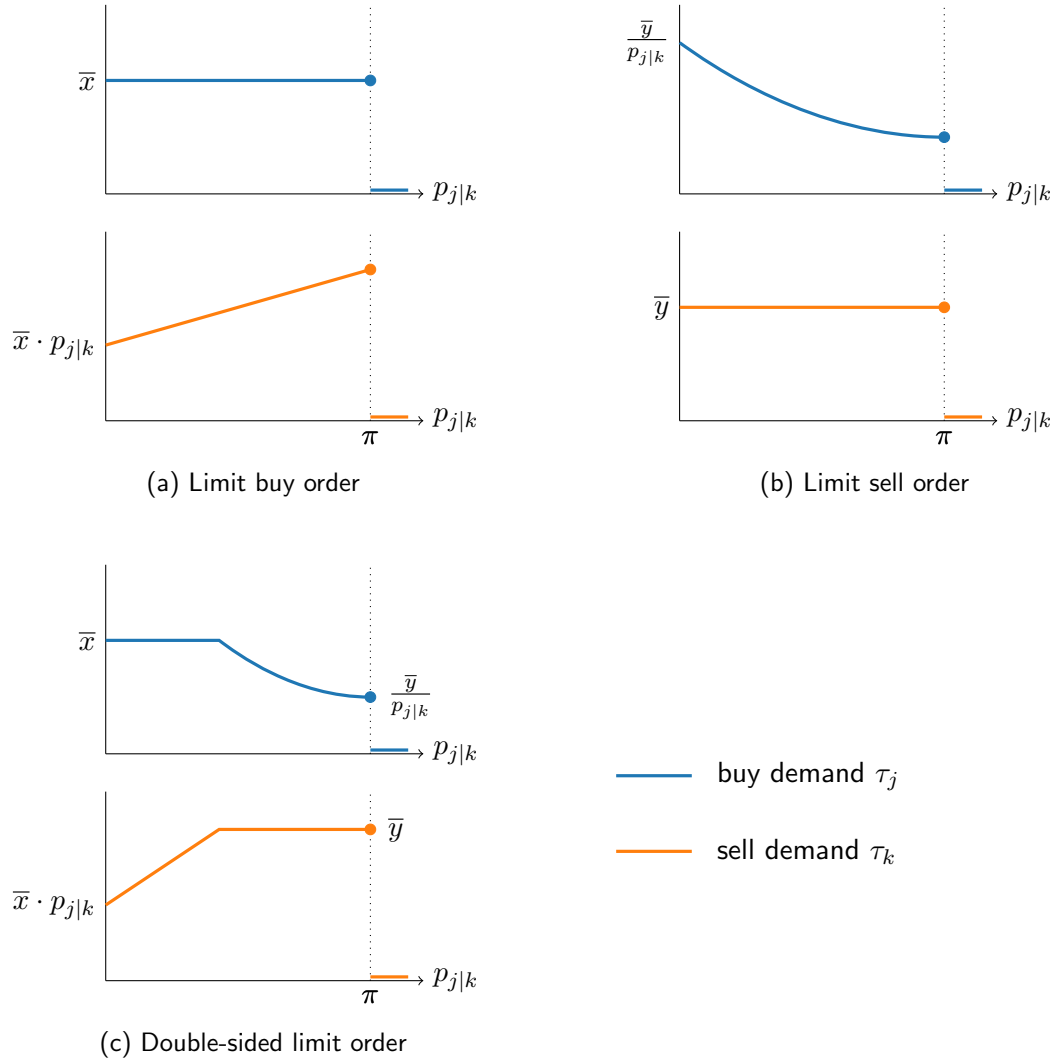 x̅
p_{j|k}
x̅ · p_{j|k}
p_{j|k}
π
(a) Limit buy order
y̅/p_{j|k}
p_{j|k}
y̅
p_{j|k}
π
(b) Limit sell order
x̅
y̅/p_{j|k}
p_{j|k}
y̅
x̅ · p_{j|k}
p_{j|k}
π
(c) Double-sided limit order
buy demand τ_j
sell demand τ_k